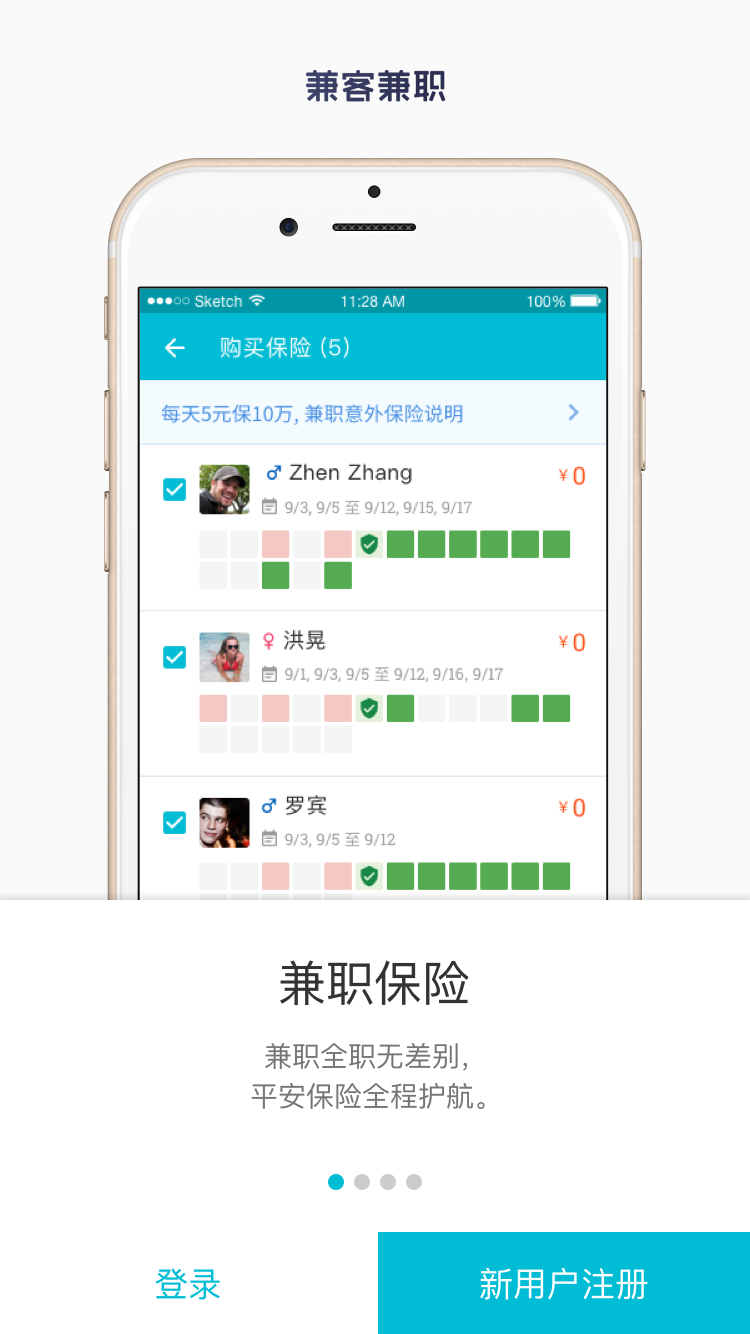 兼客兼职
Sketch 11:28 AM 100%
购买保险 (5)
每天5元保10万, 兼职意外保险说明
Zhen Zhang ¥0
9/3, 9/5 至 9/12, 9/15, 9/17
洪晃 ¥0
9/1, 9/3, 9/5 至 9/12, 9/16, 9/17
罗宾 ¥0
9/3, 9/5 至 9/12
兼职保险
兼职全职无差别,
平安保险全程护航。
登录 新用户注册